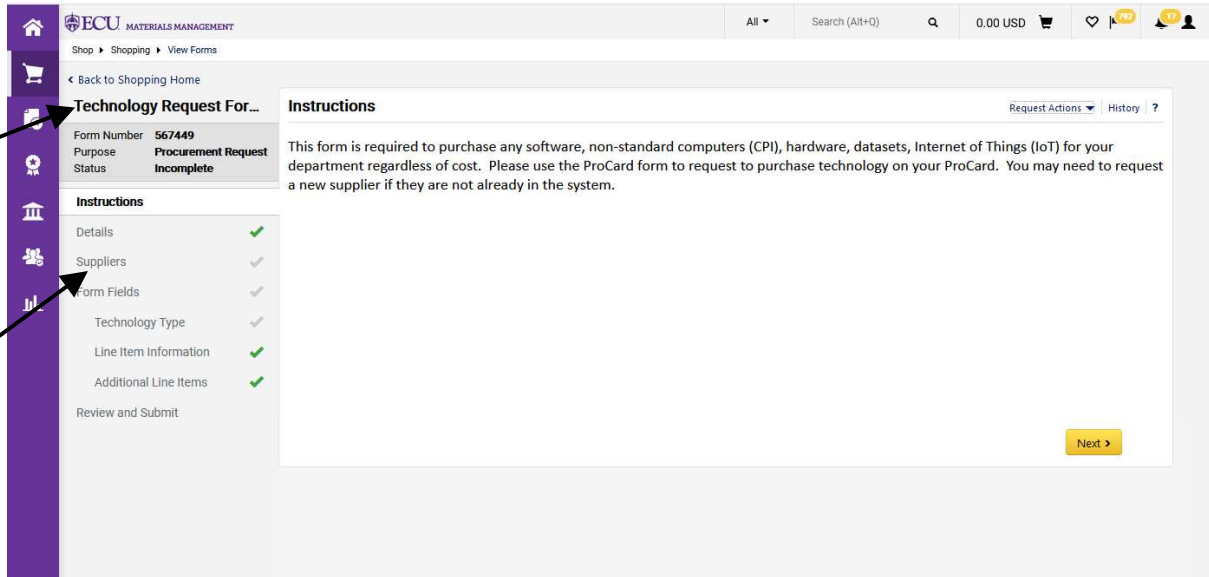 ECU MATERIALS MANAGEMENT
All
Search (Alt+Q)
0.00 USD
792
17
Shop Shopping View Forms
Back to Shopping Home
Technology Request For...
Form Number 567449
Purpose Procurement Request
Status Incomplete
Instructions
Details
Suppliers
Form Fields
Technology Type
Line Item Information
Additional Line Items
Review and Submit
Instructions
Request Actions History ?
This form is required to purchase any software, non-standard computers (CPI), hardware, datasets, Internet of Things (IoT) for your
department regardless of cost. Please use the ProCard form to request to purchase technology on your ProCard. You may need to request
a new supplier if they are not already in the system.
Next